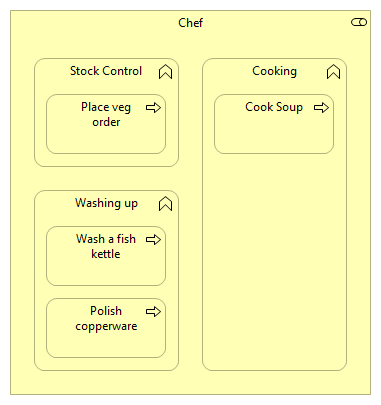 Chef
Stock Control
Place veg
order
Cooking
Cook Soup
Washing up
Wash a fish
kettle
Polish
copperware